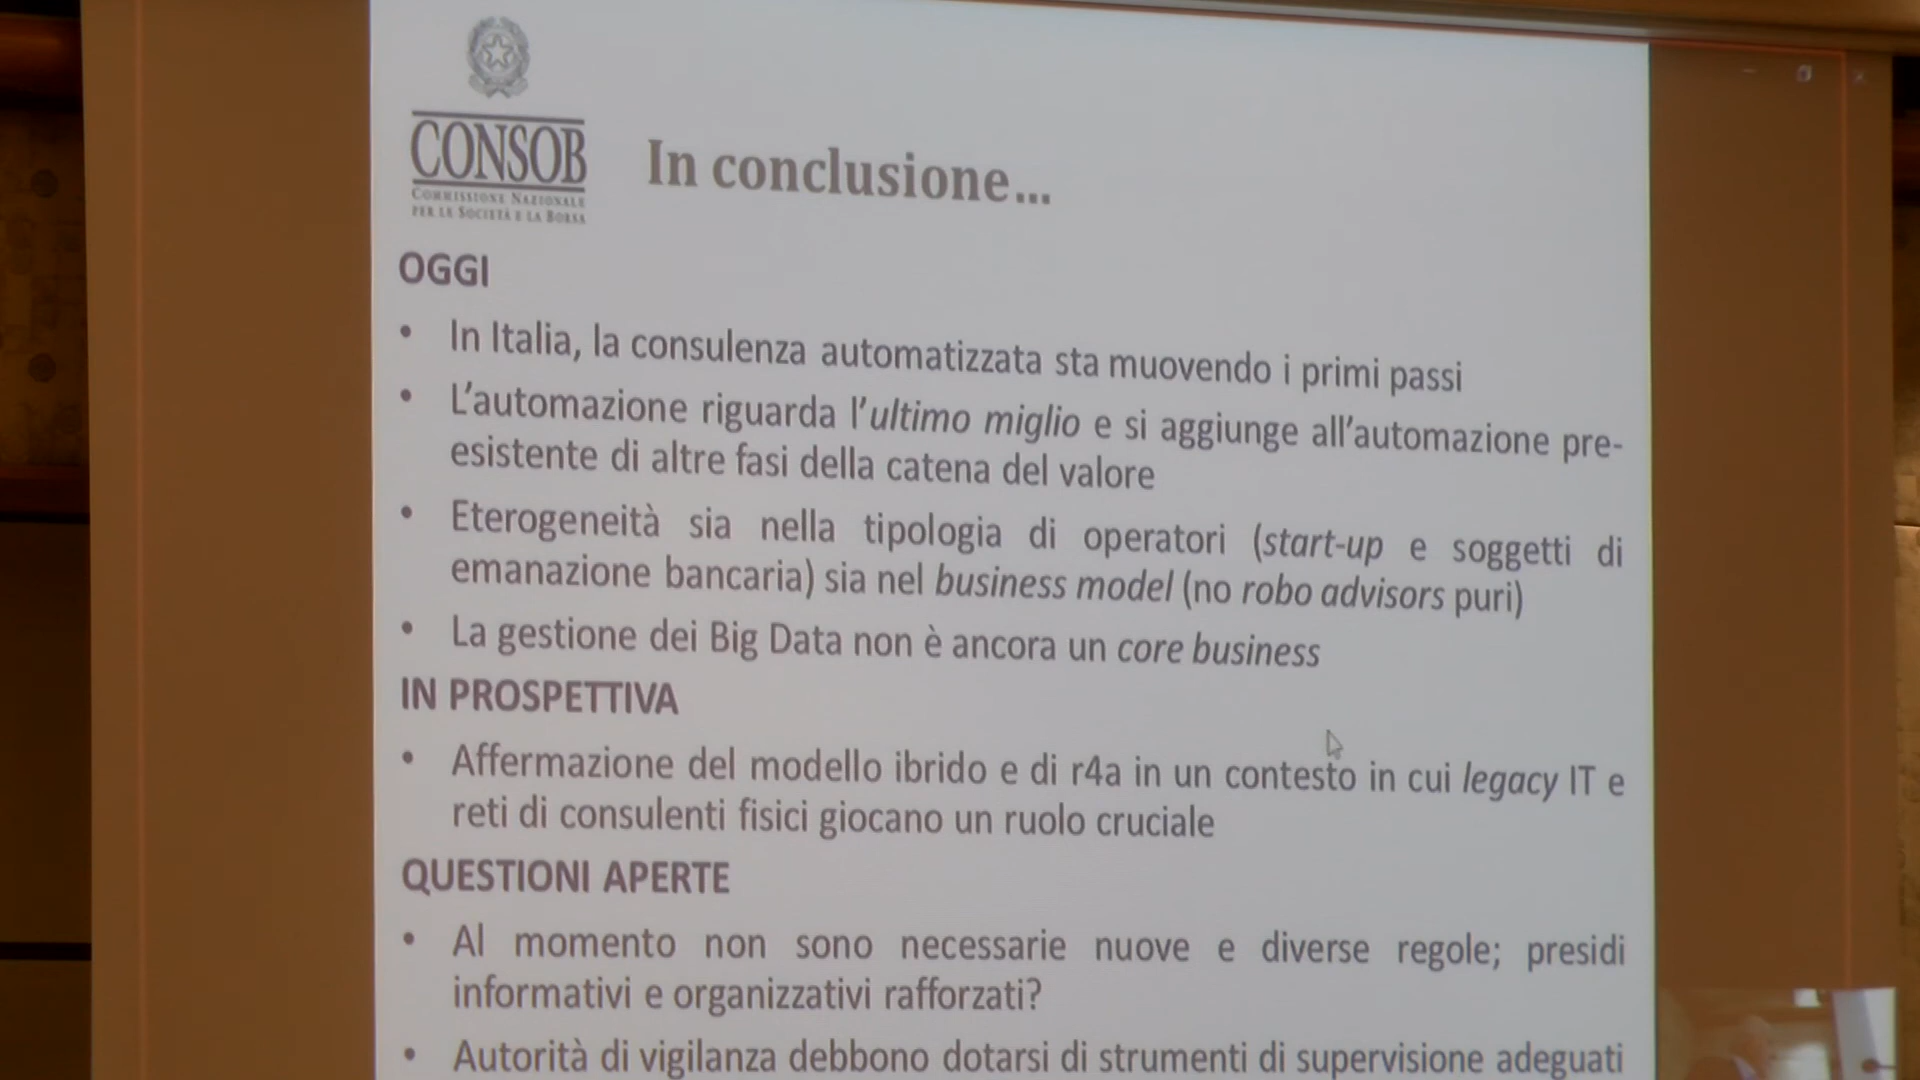 CONSOB
COMMISSIONE NAZIONALE
PER LE SOCIETÀ E LA BORSA
In conclusione...
OGGI
• In Italia, la consulenza automatizzata sta muovendo i primi passi
• L'automazione riguarda l'ultimo miglio e si aggiunge all'automazione pre-
esistente di altre fasi della catena del valore
• Eterogeneità sia nella tipologia di operatori (start-up e soggetti di
emanazione bancaria) sia nel business model (no robo advisors puri)
• La gestione dei Big Data non è ancora un core business
IN PROSPETTIVA
• Affermazione del modello ibrido e di r4a in un contesto in cui legacy IT e
reti di consulenti fisici giocano un ruolo cruciale
QUESTIONI APERTE
• Al momento non sono necessarie nuove e diverse regole; presidi
informativi e organizzativi rafforzati?
• Autorità di vigilanza debbono dotarsi di strumenti di supervisione adeguati